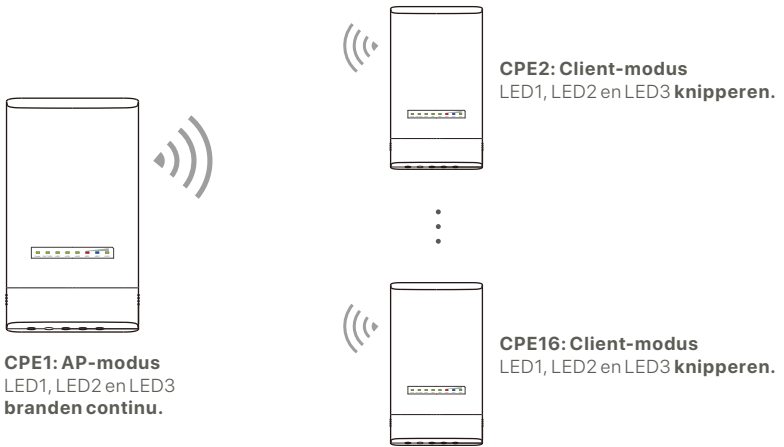 CPE2: Client-modus
LED1, LED2 en LED3 knipperen.
CPE16: Client-modus
LED1, LED2 en LED3 knipperen.
CPE1: AP-modus
LED1, LED2 en LED3
branden continu.